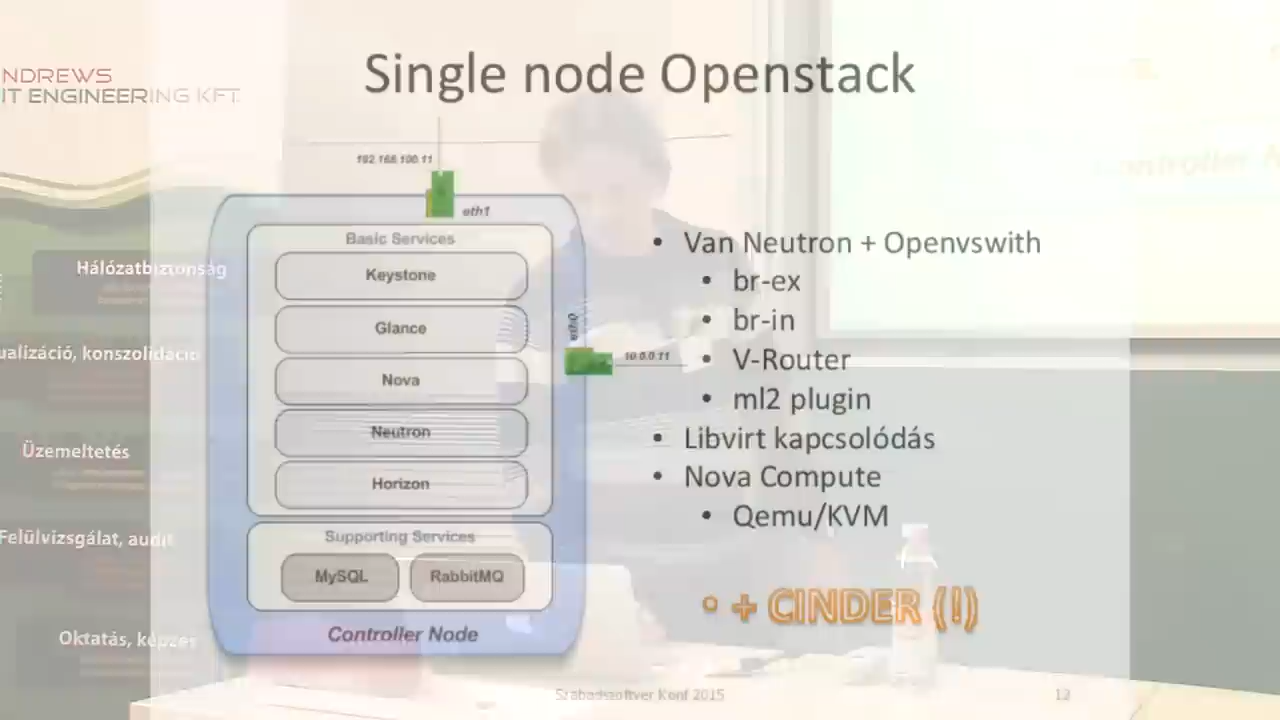 NDREWS
IT ENGINEERING KFT.
Single node Openstack
192.168.100.11
eth1
Basic Services
Keystone
Glance
Nova
Neutron
Horizon
Supporting Services
MySQL
RabbitMQ
Controller Node
eth0
10.0.0.11
• Van Neutron + Openvswith
• br-ex
• br-in
• V-Router
• ml2 plugin
• Libvirt kapcsolódás
• Nova Compute
• Qemu/KVM
+ CINDER (!)
Hálózatbiztonság
ualizáció, konszolidáció
Üzemeltetés
Felülvizsgálat, audit
Oktatás, képzés
Controller N
Szabadszoftver Konf 2015
12